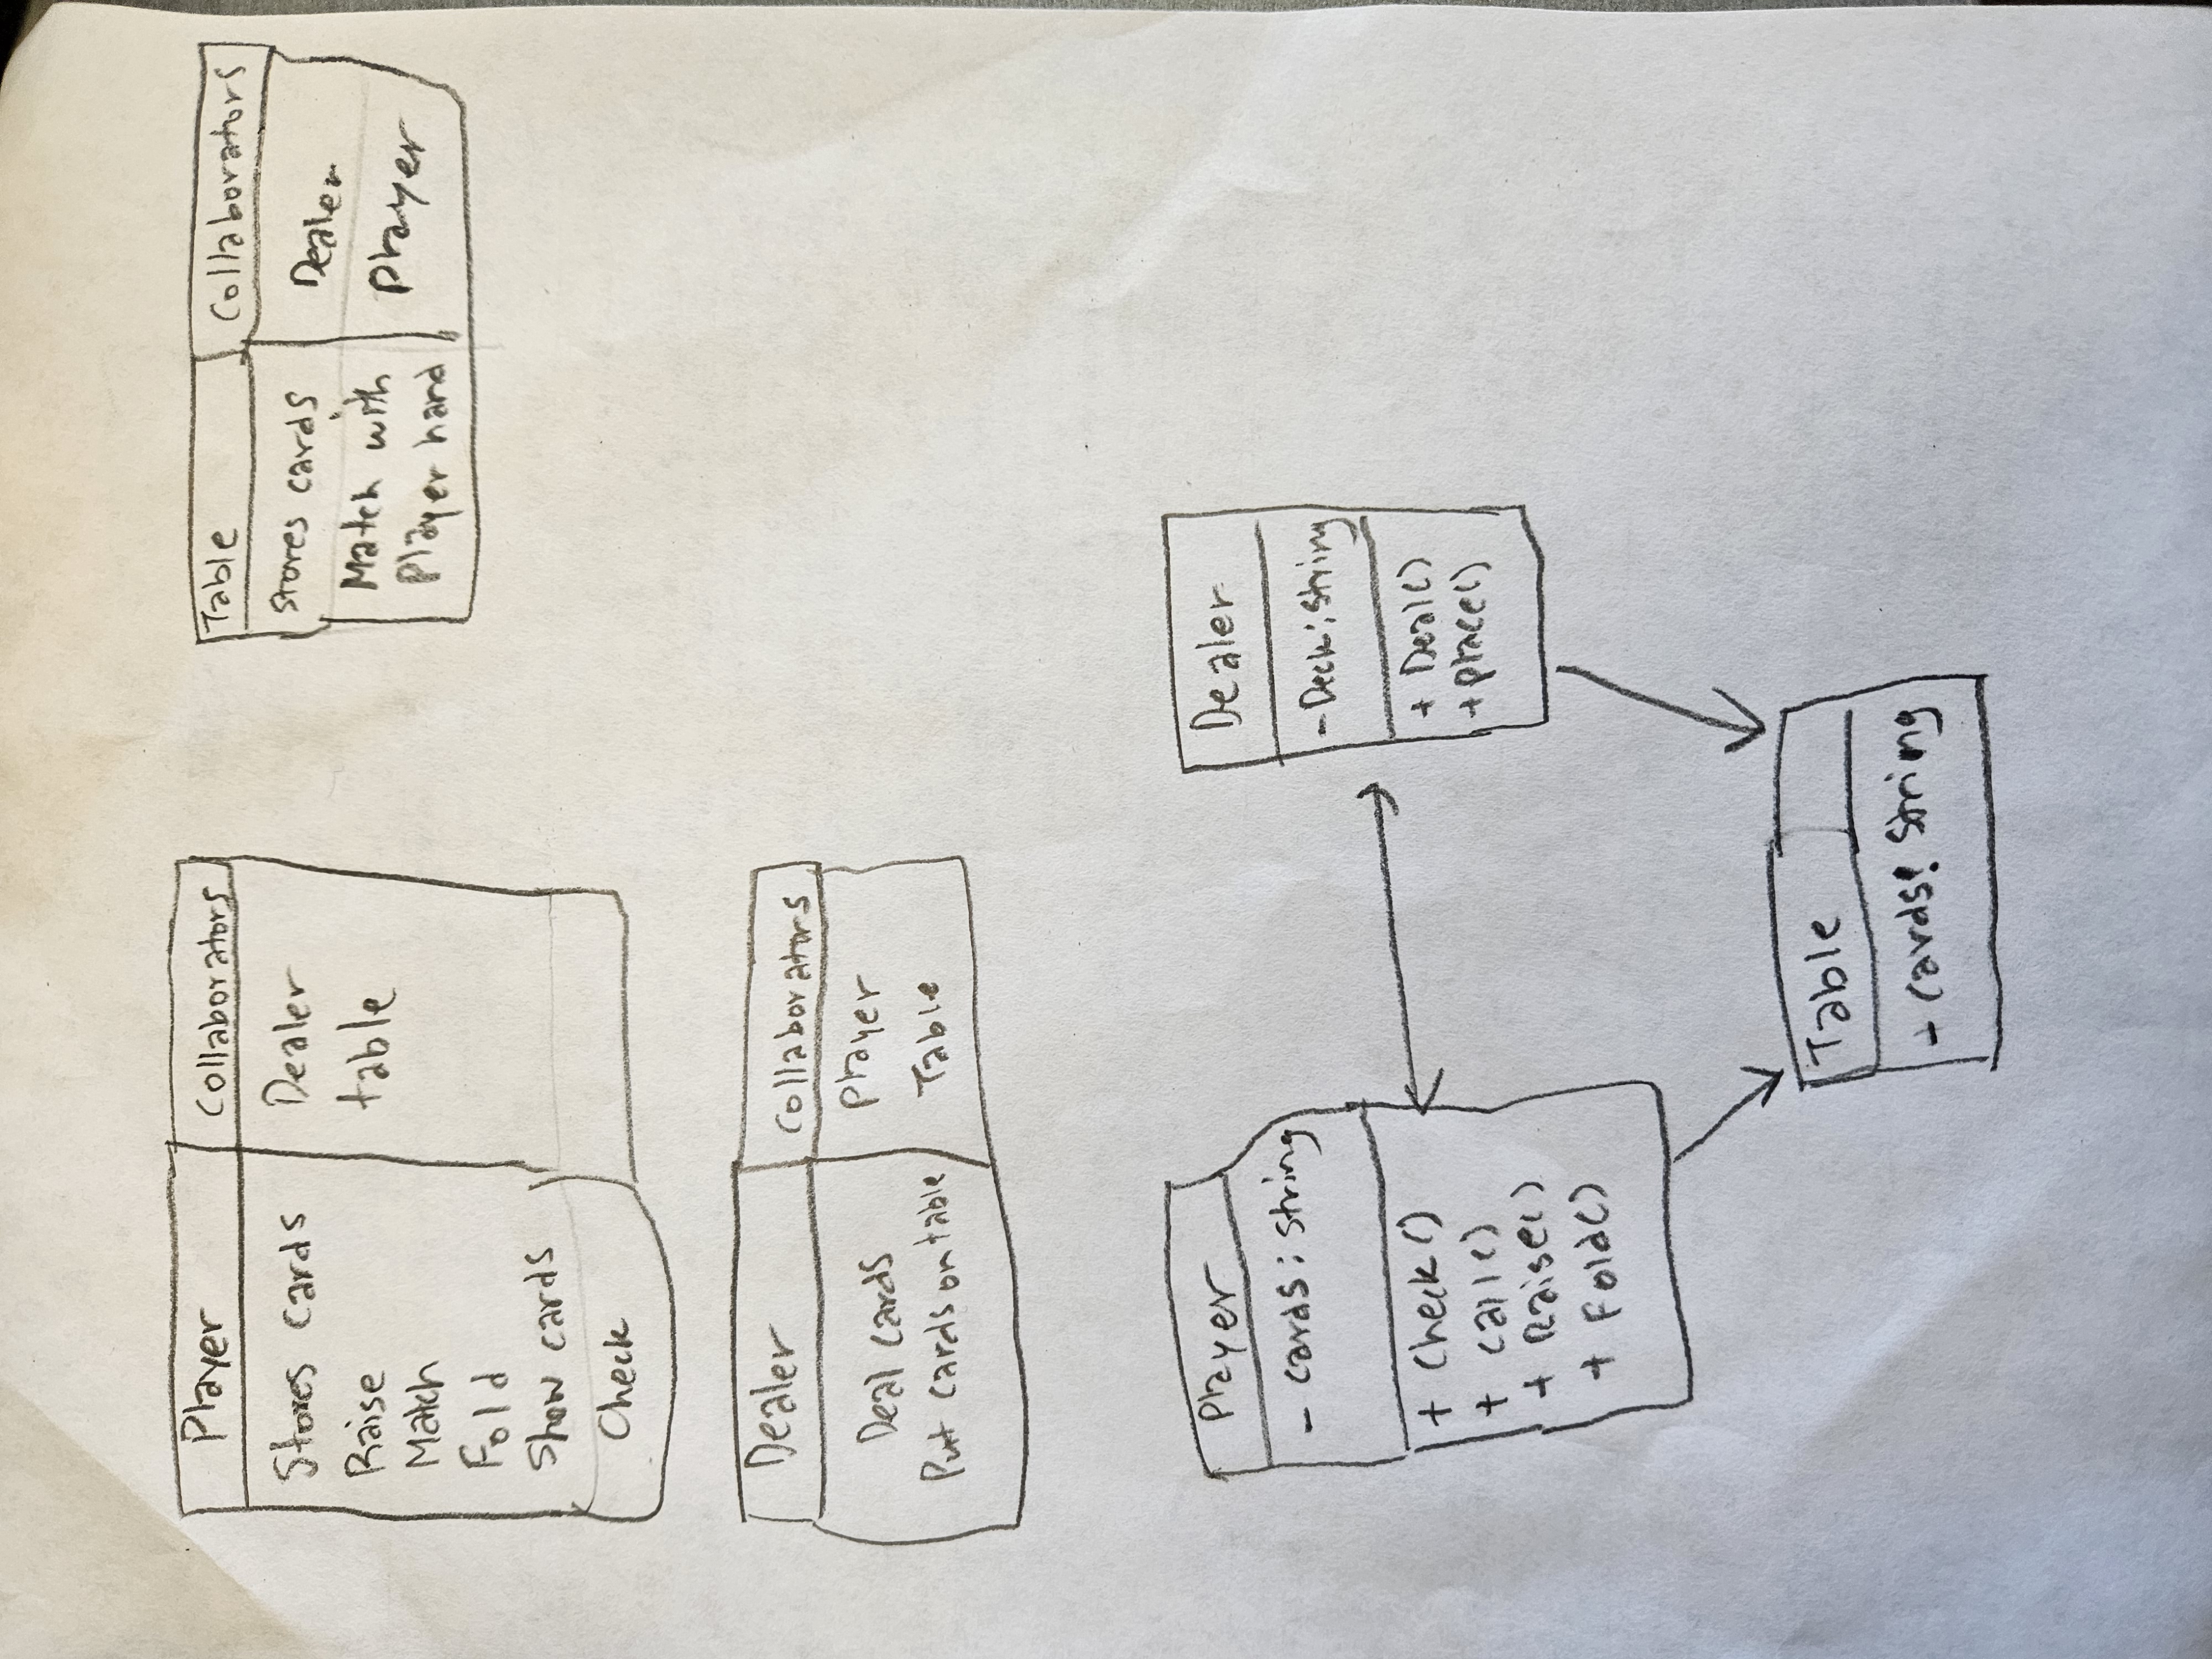 Player
Collaborators
Stores cards
Dealer
Raise
table
Match
Fold
Show cards
Check
Table
Collaborators
stores cards
Dealer
Match with
Player hand
Player
Dealer
Collaborators
Deal cards
Player
Put cards on table
Table
Player
- cards: string
+ Check()
+ call()
+ Raise()
+ Fold()
Dealer
- Deck: string
+ Deal()
+ place()
Table
- cards: string